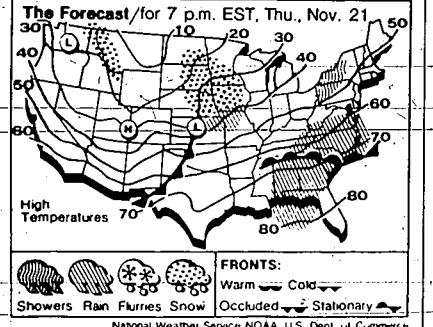 The Forecast/for 7 p.m. EST, Thu., Nov. 21
30 10 20 30 50
40 L 40
50 60
60 H L 70
High
Temperatures 70 80 80
FRONTS:
Warm Cold
Showers Rain Flurries Snow Occluded Stationary
National Weather Service NOAA U.S. Dept. of Commerce